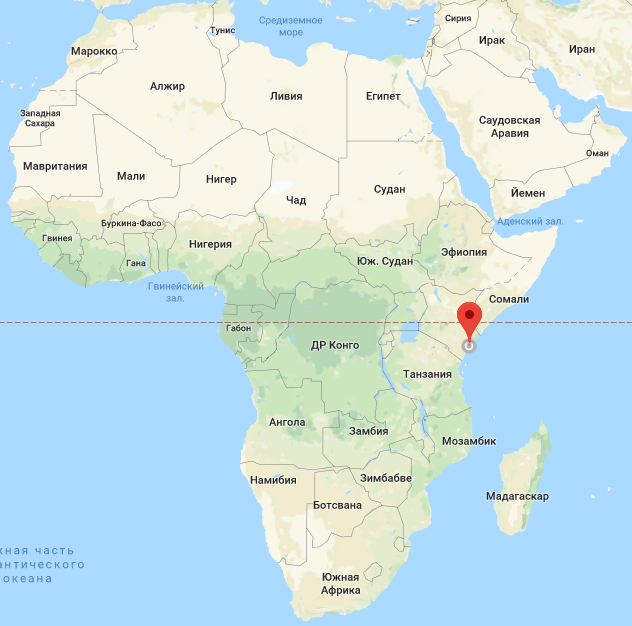 Сирия
Средиземное
море
Тунис
Марокко
Ирак
Иран
Алжир
Ливия
Египет
Западная
Сахара
Саудовская
Аравия
Оман
Мавритания
Мали
Нигер
Чад
Судан
Йемен
Аденский зал.
Буркина-Фасо
Гвинея
Нигерия
Гана
Эфиопия
Юж. Судан
Гвинейский
зал.
Сомали
Габон
ДР Конго
Танзания
Ангола
Замбия
Мозамбик
Намибия
Зимбабве
Мадагаскар
Ботсвана
жная часть
антического
океана
Южная
Африка